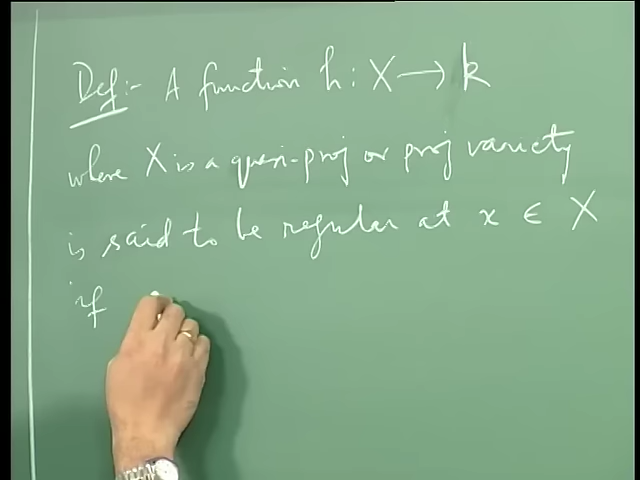 Def:- A function h: X → k
where X is a quasi-proj or proj variety
is said to be regular at x ∈ X
if